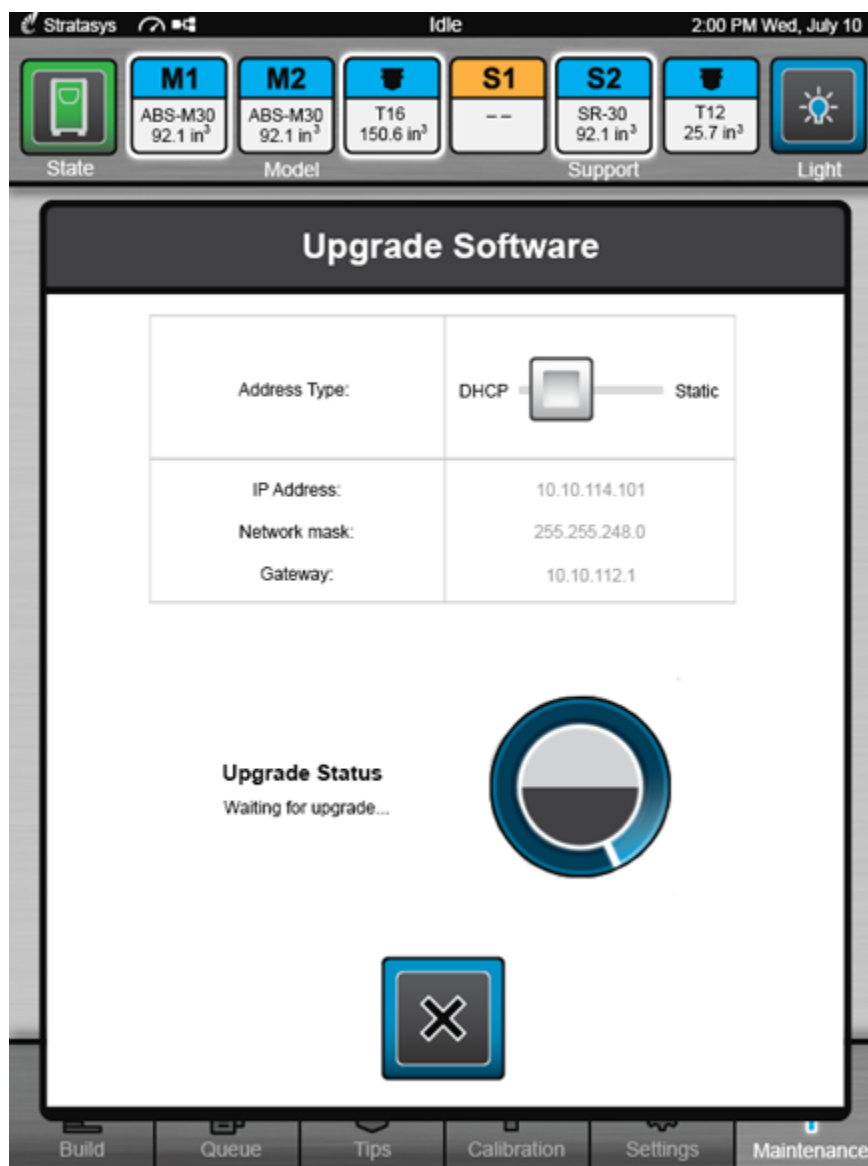 Stratasys Idle 2:00 PM Wed, July 10
M1 M2 S1 S2
ABS-M30 ABS-M30 T16 -- SR-30 T12
92.1 in³ 92.1 in³ 150.6 in³ 92.1 in³ 25.7 in³
State Model Support Light
Upgrade Software
Address Type: DHCP Static
IP Address: 10.10.114.101
Network mask: 255.255.248.0
Gateway: 10.10.112.1
Upgrade Status
Waiting for upgrade...
Build Queue Tips Calibration Settings Maintenance